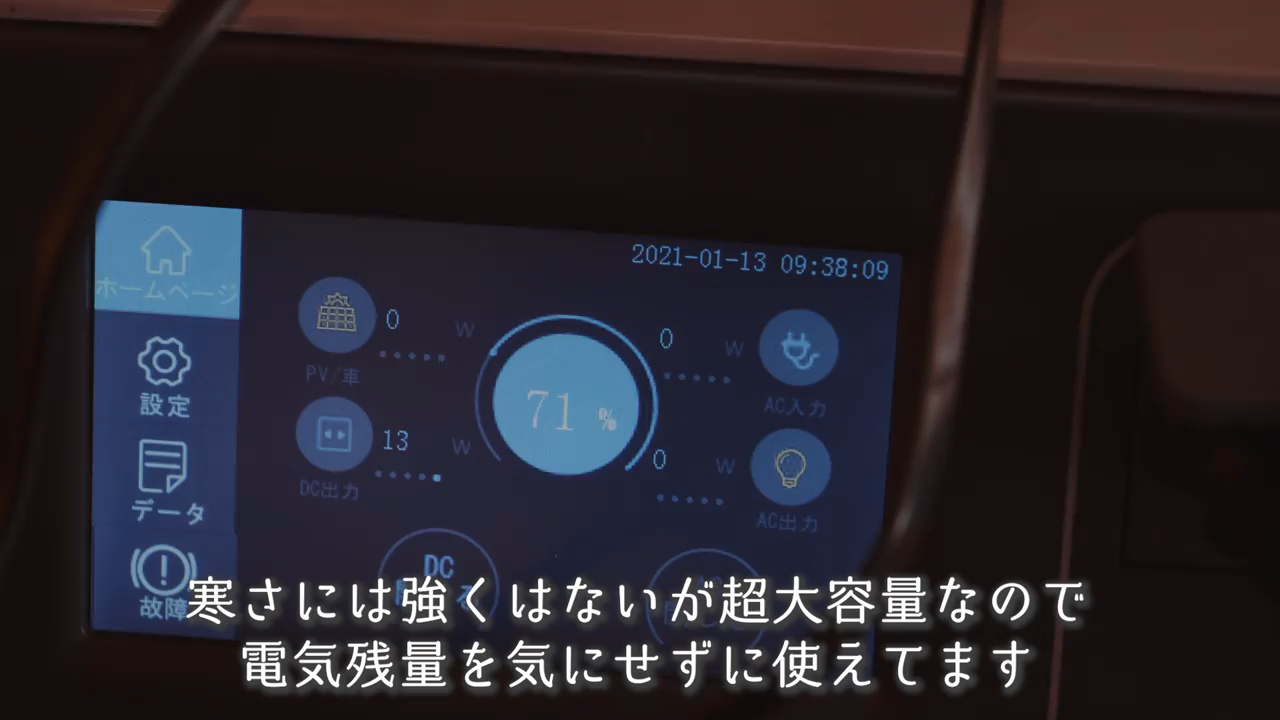 2021-01-13 09:38:09
ホームページ
設定
データ
故障
0 W
PV/車
13 W
DC出力
71 %
0 W
AC入力
0 W
AC出力
DC
寒さには強くはないが超大容量なので
電気残量を気にせずに使えてます